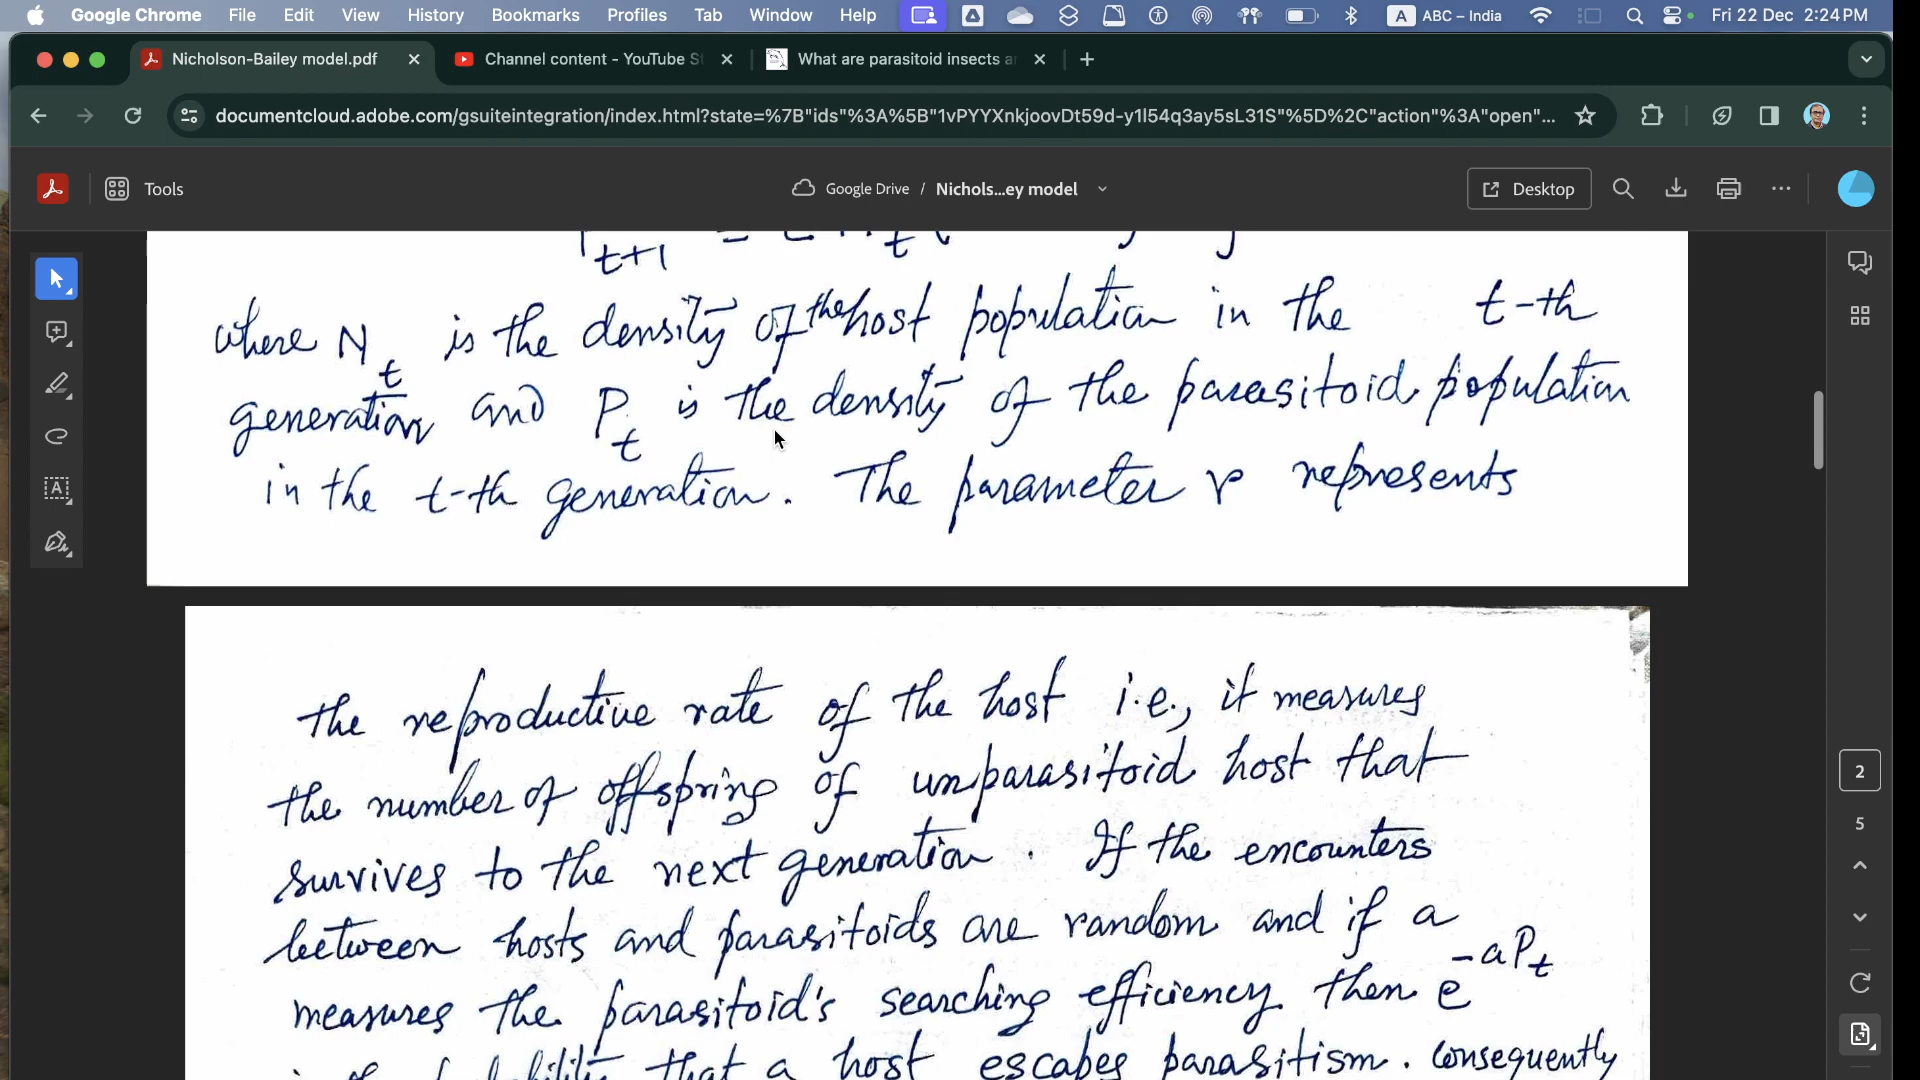 Google Chrome File Edit View History Bookmarks Profiles Tab Window Help A ABC – India Fri 22 Dec 2:24 PM
Nicholson-Bailey model.pdf Channel content - YouTube S What are parasitoid insects a
documentcloud.adobe.com/gsuiteintegration/index.html?state=%7B"ids"%3A%5B"1vPYYXnkjoovDt59d-y1l54q3ay5sL31S"%5D%2C"action"%3A"open"...
Tools Google Drive / Nichols...ey model Desktop
t+1
where N_t is the density of the host population in the t-th
generation and P_t is the density of the parasitoid population
in the t-th generation. The parameter r represents
the reproductive rate of the host i.e., it measures
the number of offspring of unparasitoid host that
survives to the next generation. If the encounters
between hosts and parasitoids are random and if a
measures the parasitoid's searching efficiency then e^{-aP_t}
that a host escapes parasitism. Consequently
2
5